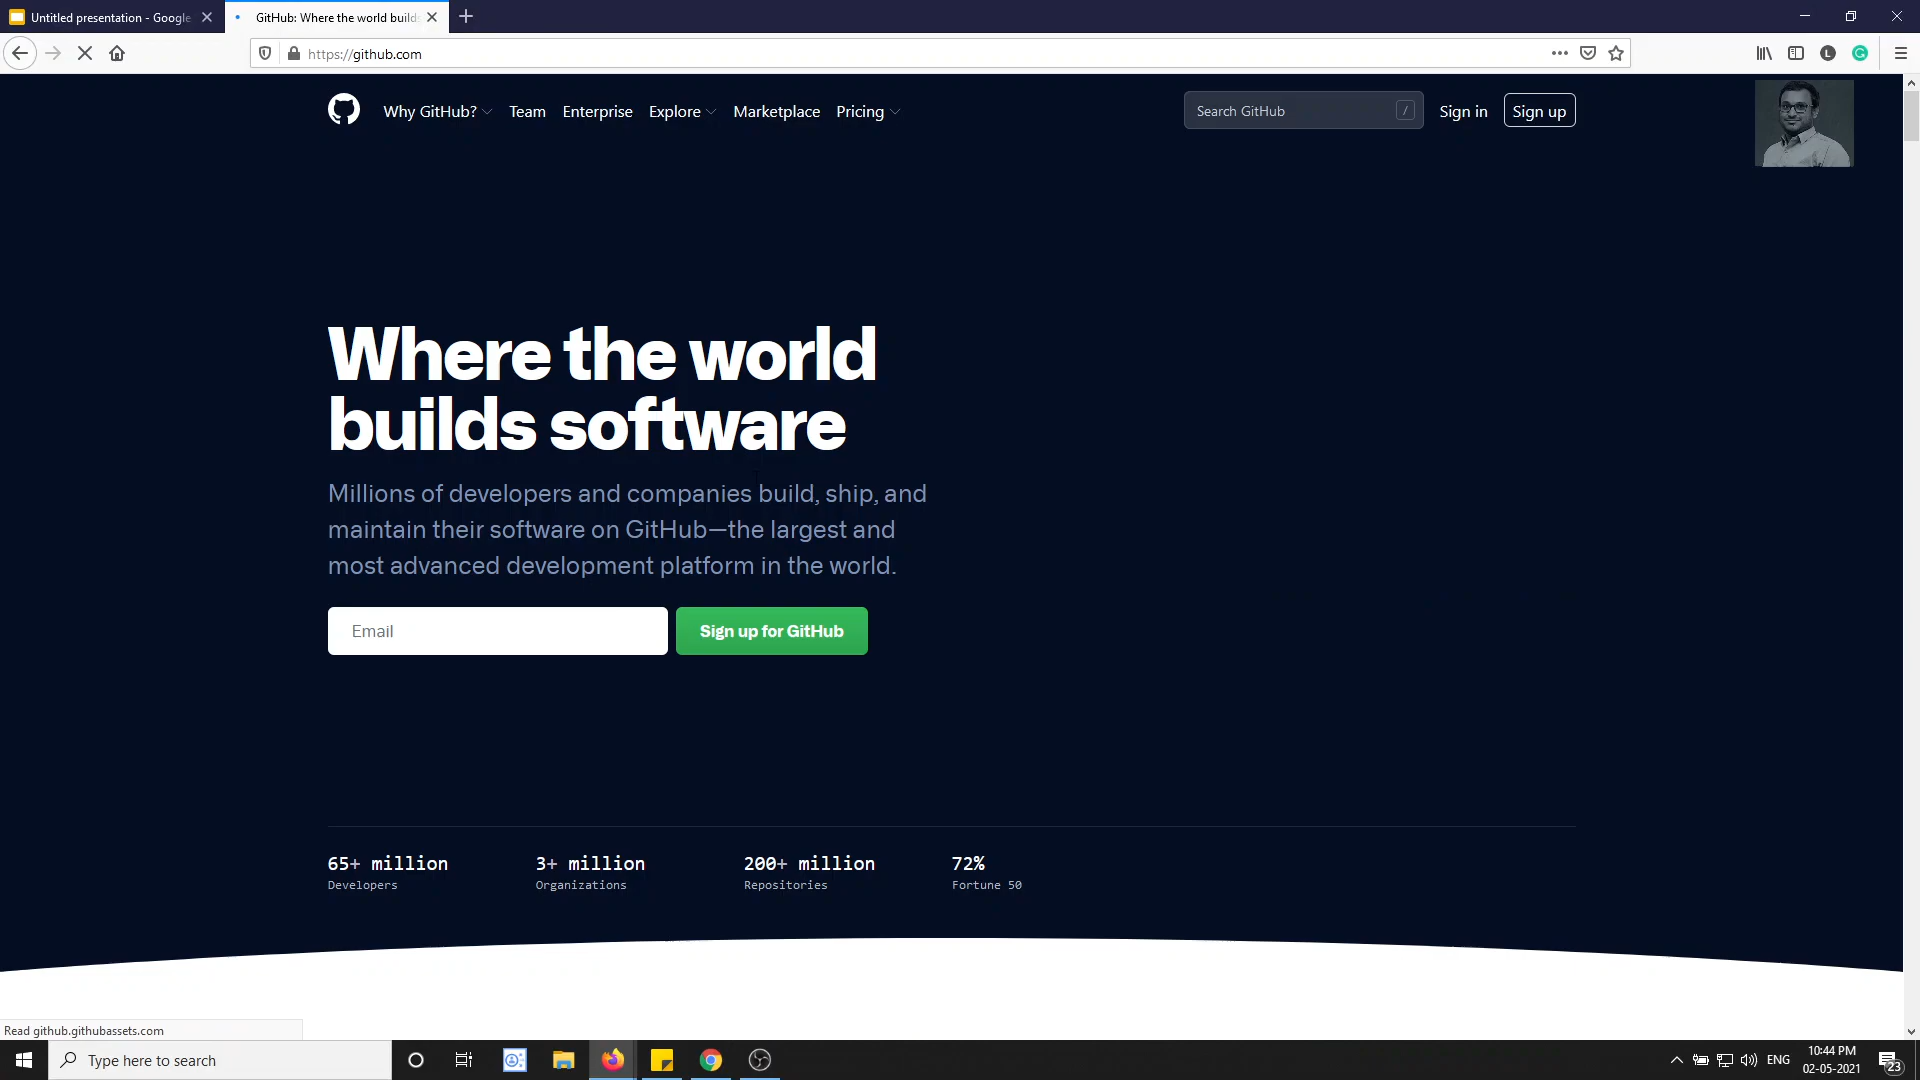 Untitled presentation - Google
GitHub: Where the world builds
https://github.com
Why GitHub? Team Enterprise Explore Marketplace Pricing
Search GitHub /
Sign in Sign up
Where the world
builds software
Millions of developers and companies build, ship, and
maintain their software on GitHub—the largest and
most advanced development platform in the world.
Email
Sign up for GitHub
65+ million
Developers
3+ million
Organizations
200+ million
Repositories
72%
Fortune 50
Read github.githubassets.com
Type here to search
ENG
10:44 PM
02-05-2021
23
L